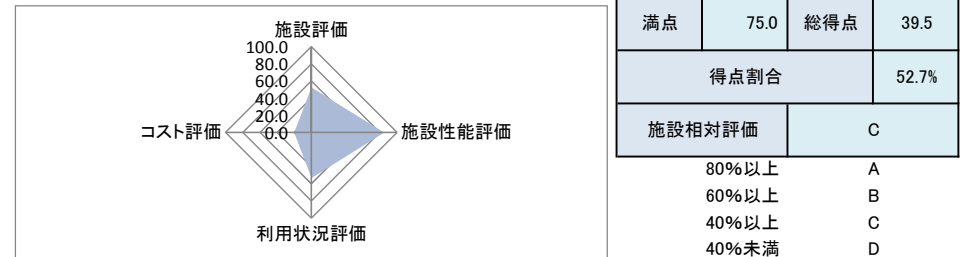 施設評価
100.0
80.0
60.0
40.0
20.0
0.0
コスト評価
施設性能評価
利用状況評価
満点 75.0 総得点 39.5
得点割合 52.7%
施設相対評価 C
80%以上 A
60%以上 B
40%以上 C
40%未満 D